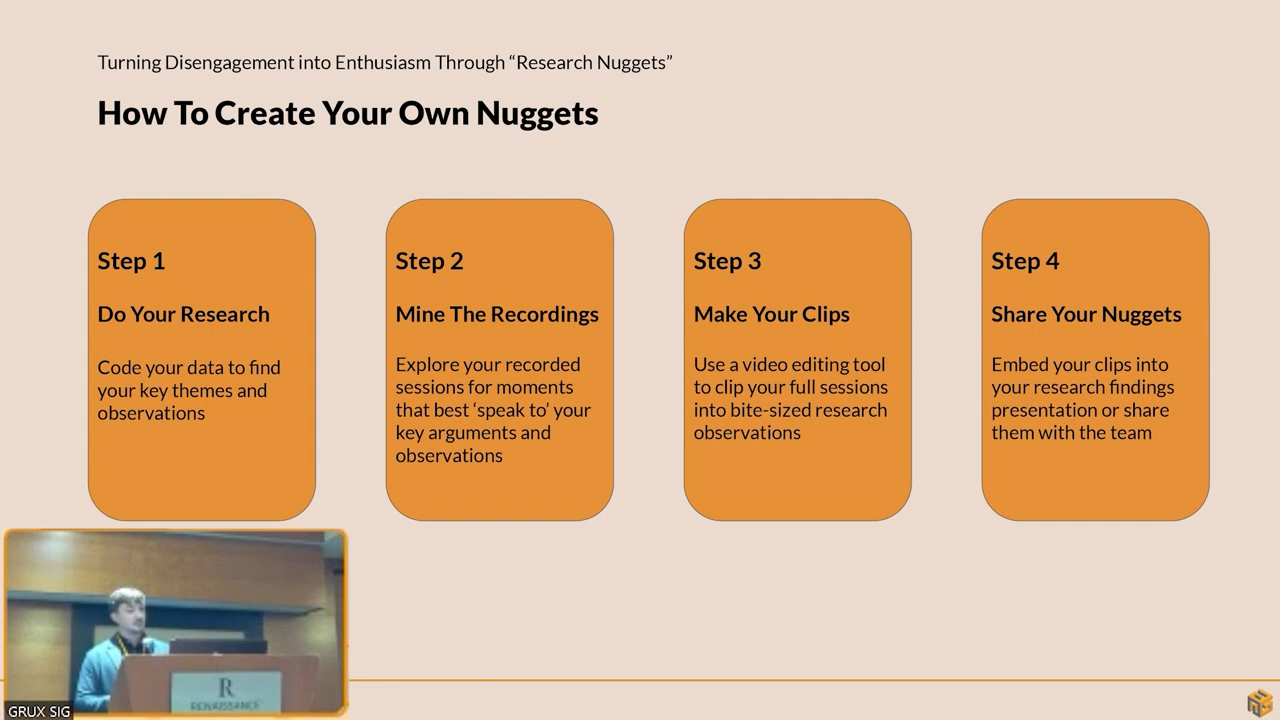 Turning Disengagement into Enthusiasm Through “Research Nuggets”
How To Create Your Own Nuggets
Step 1
Do Your Research
Code your data to find
your key themes and
observations
Step 2
Mine The Recordings
Explore your recorded
sessions for moments
that best ‘speak to’ your
key arguments and
observations
Step 3
Make Your Clips
Use a video editing tool
to clip your full sessions
into bite-sized research
observations
Step 4
Share Your Nuggets
Embed your clips into
your research findings
presentation or share
them with the team
R
RENAISSANCE
GRUX SIG